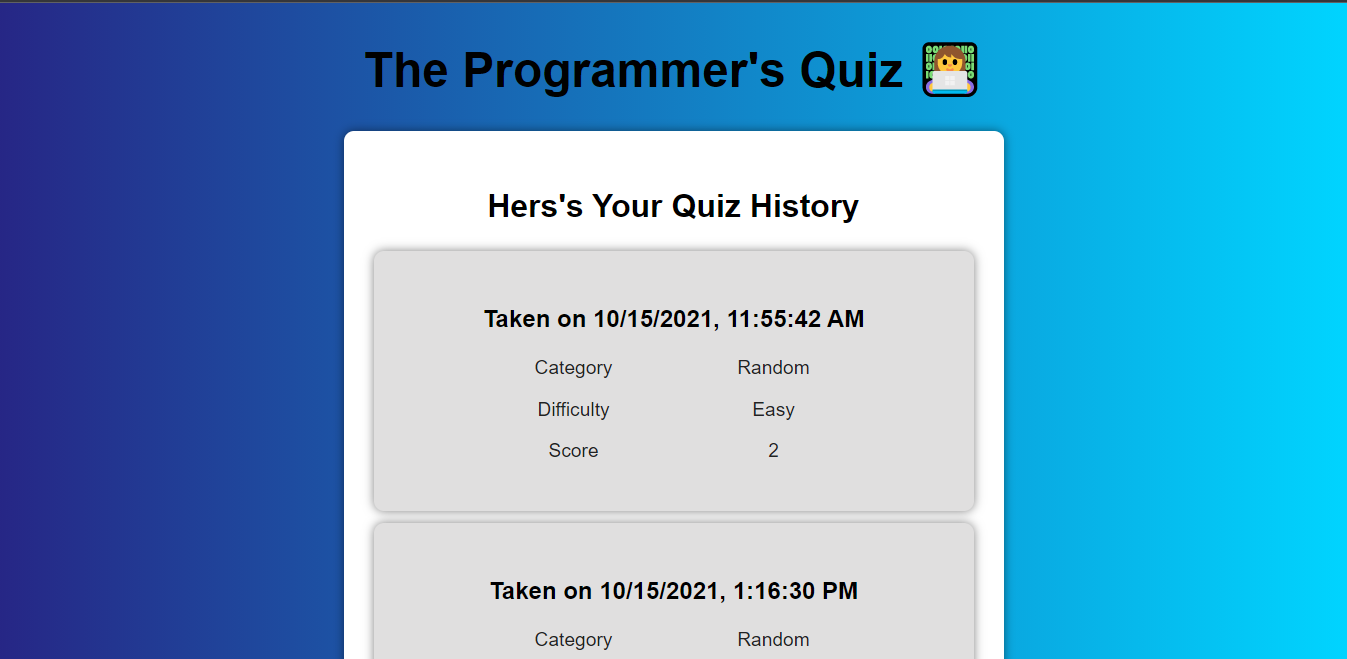 The Programmer's Quiz
Hers's Your Quiz History
Taken on 10/15/2021, 11:55:42 AM
Category Random
Difficulty Easy
Score 2
Taken on 10/15/2021, 1:16:30 PM
Category Random